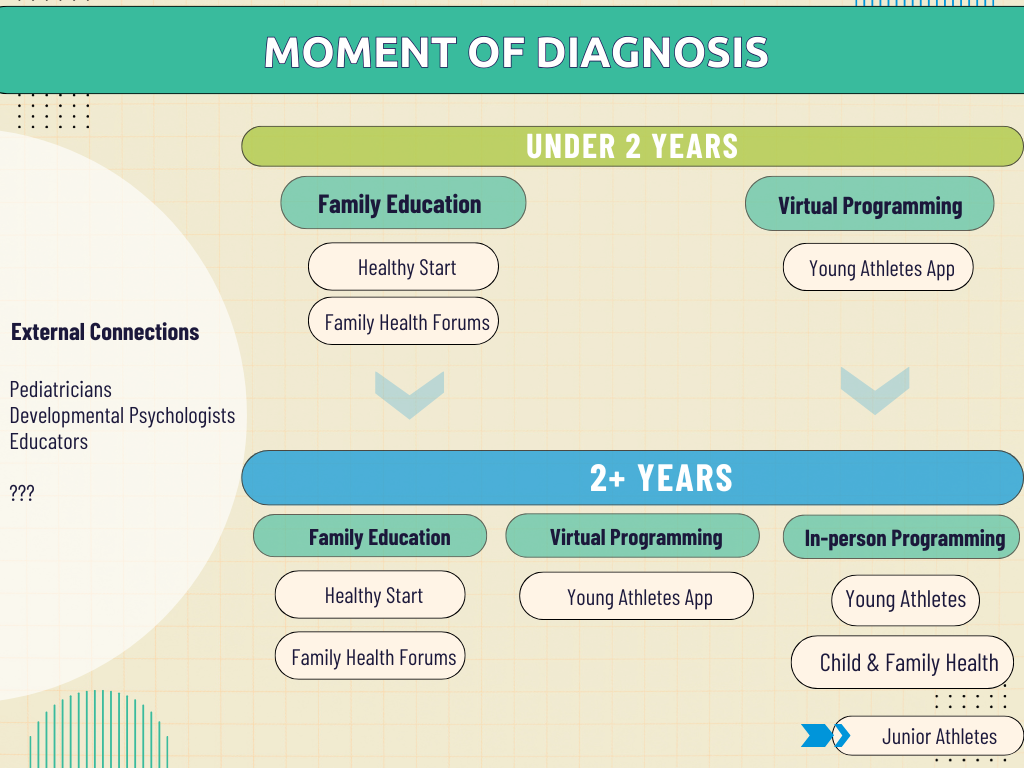 MOMENT OF DIAGNOSIS
UNDER 2 YEARS
Family Education
Healthy Start
Family Health Forums
Virtual Programming
Young Athletes App
External Connections
Pediatricians
Developmental Psychologists
Educators
???
2+ YEARS
Family Education
Healthy Start
Family Health Forums
Virtual Programming
Young Athletes App
In-person Programming
Young Athletes
Child & Family Health
Junior Athletes